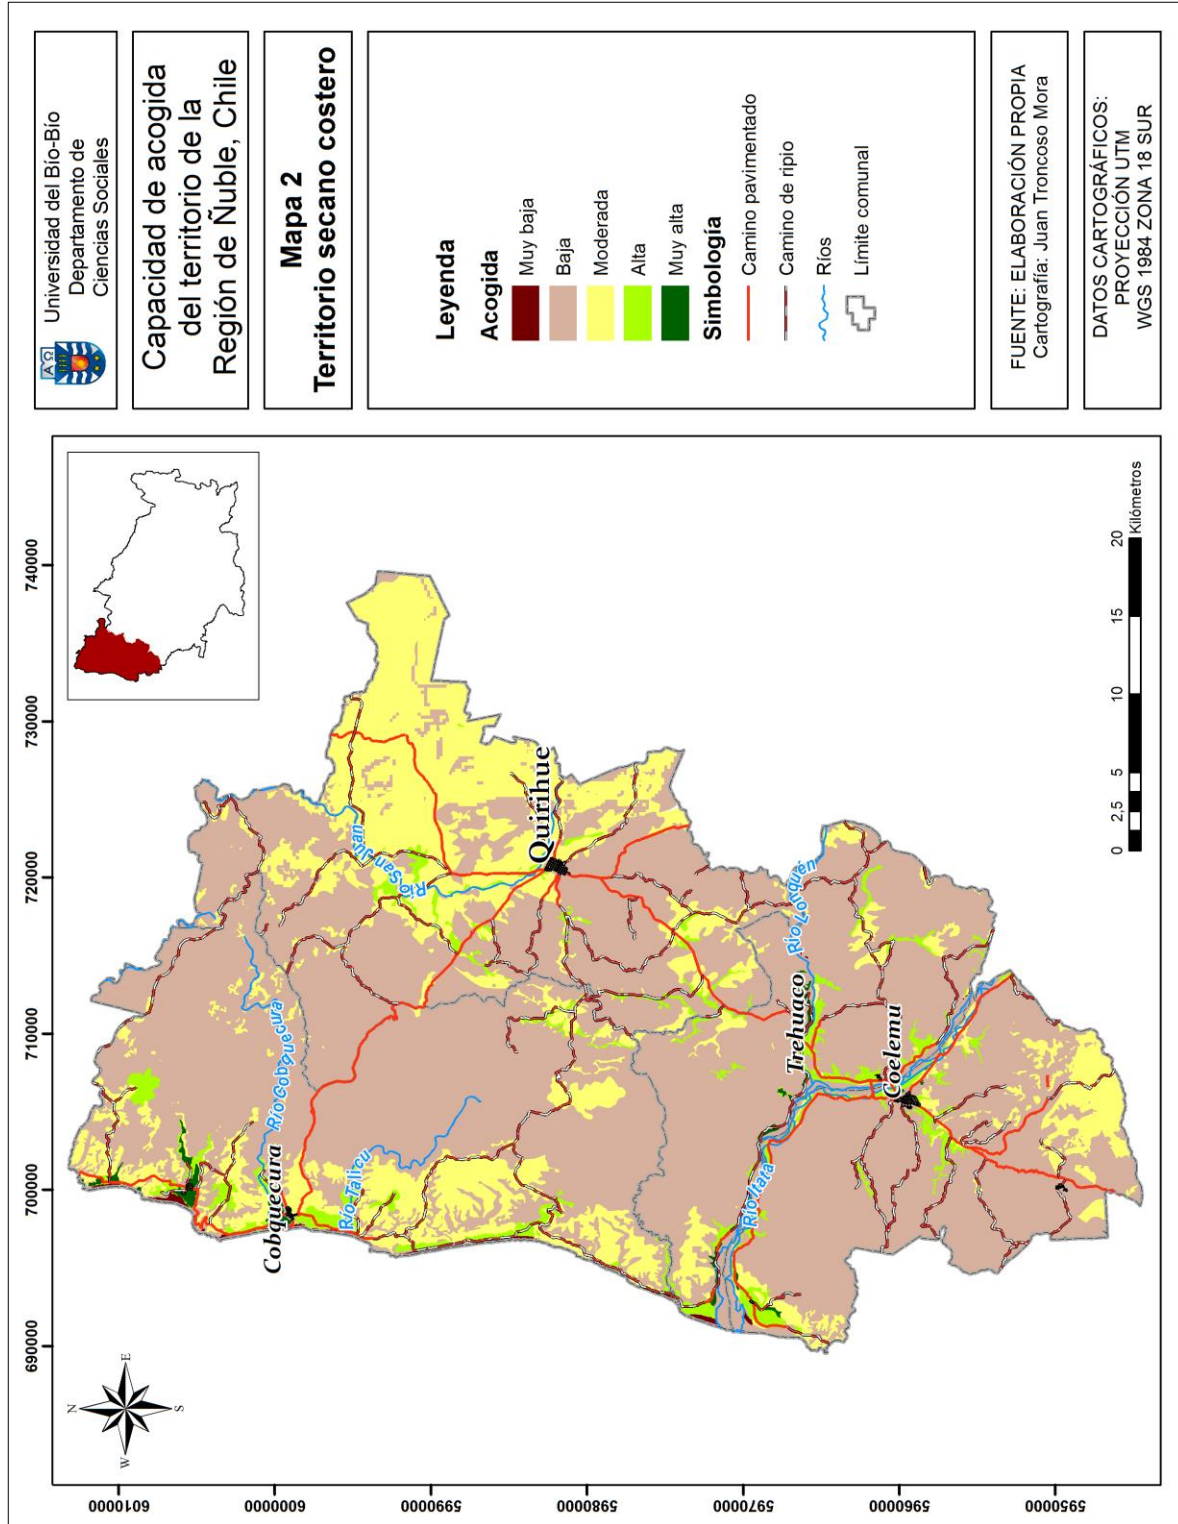 Universidad del Bío-Bío
Departamento de
Ciencias Sociales
Capacidad de acogida
del territorio de la
Región de Ñuble, Chile
Mapa 2
Territorio secano costero
Leyenda
Acogida
Muy baja
Baja
Moderada
Alta
Muy alta
Simbología
Camino pavimentado
Camino de ripio
Ríos
Límite comunal
FUENTE: ELABORACIÓN PROPIA
Cartografía: Juan Troncoso Mora
DATOS CARTOGRÁFICOS:
PROYECCIÓN UTM
WGS 1984 ZONA 18 SUR
690000
700000
710000
720000
730000
740000
6010000
6000000
5990000
5980000
5970000
5960000
5950000
N
E
S
W
Río Cobquecura
Cobquecura
Río Talicu
Río San Juan
Quirihue
Río Lonquén
Trehuaco
Coelemu
Río Itata
0
2,5
5
10
15
20
Kilómetros